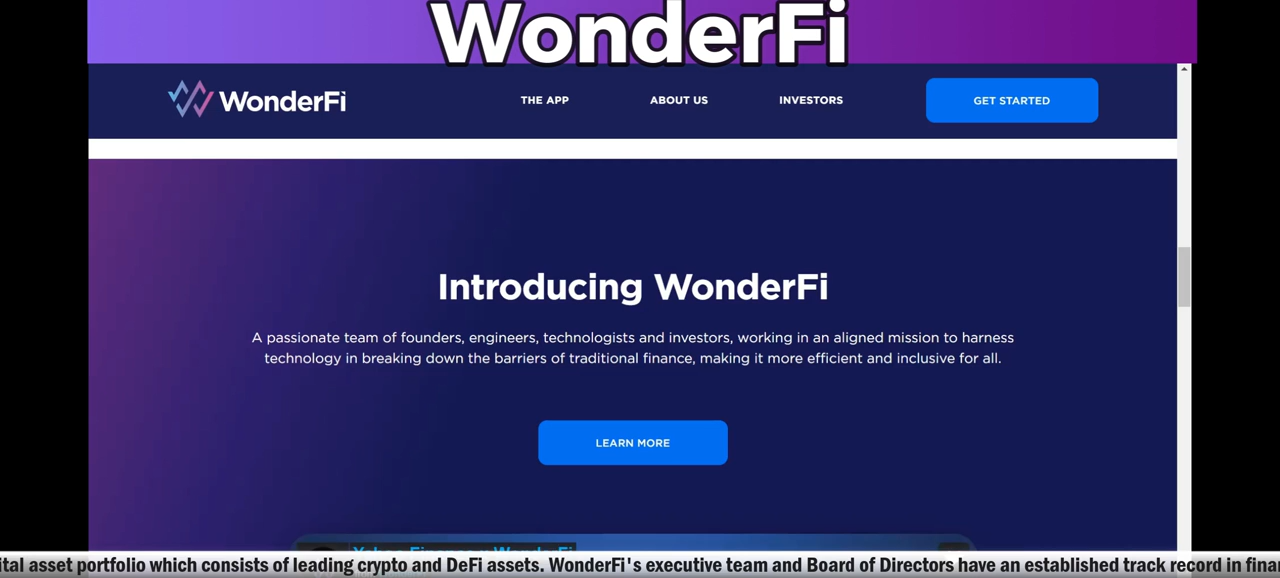 WonderFi
WonderFi
THE APP
ABOUT US
INVESTORS
GET STARTED
Introducing WonderFi
A passionate team of founders, engineers, technologists and investors, working in an aligned mission to harness
technology in breaking down the barriers of traditional finance, making it more efficient and inclusive for all.
LEARN MORE
asset portfolio which consists of leading crypto and DeFi assets. WonderFi's executive team and Board of Directors have an established track record in